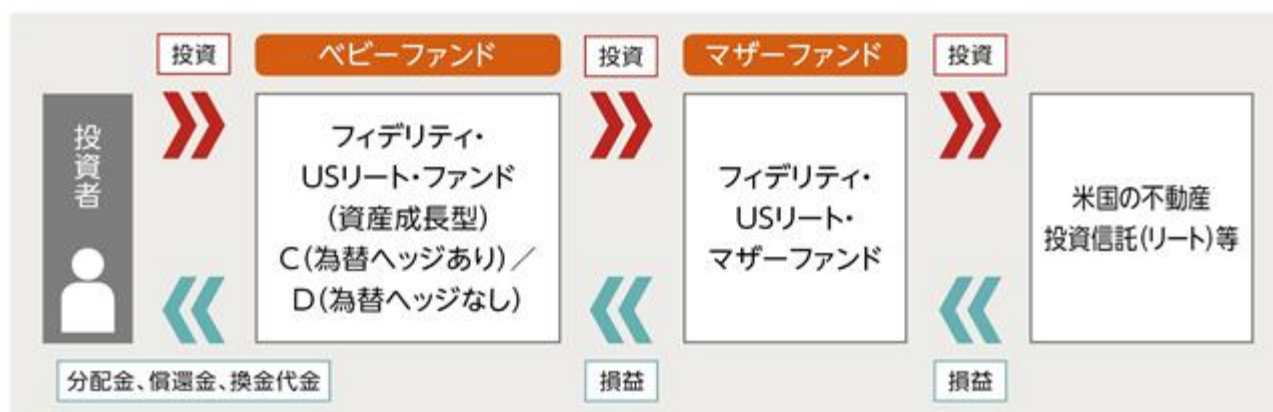 投資
ベビーファンド
投資
マザーファンド
投資
投資者
フィデリティ・
USリート・ファンド
(資産成長型)
C(為替ヘッジあり)／
D(為替ヘッジなし)
フィデリティ・
USリート・
マザーファンド
米国の不動産
投資信託(リート)等
分配金、償還金、換金代金
損益
損益